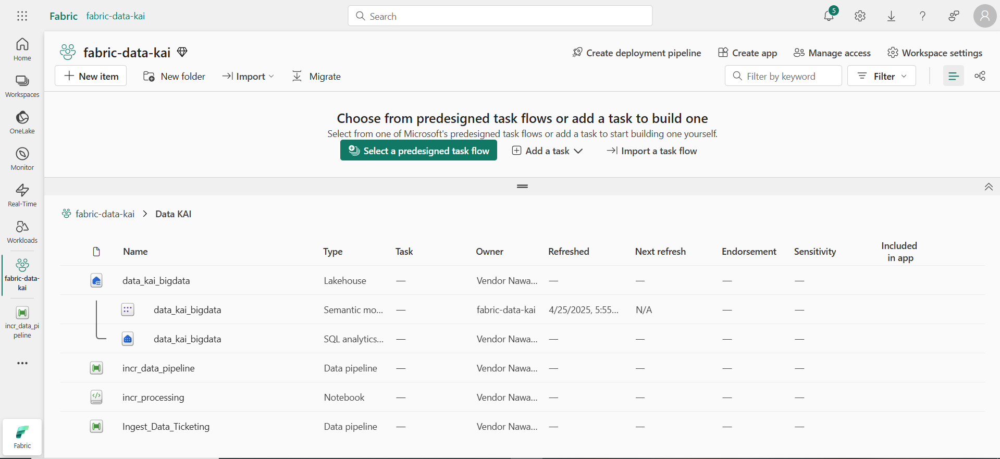 Fabric fabric-data-kai Search 5
Home
Workspaces
OneLake
Monitor
Real-Time
Workloads
fabric-data-
kai
incr_data_pi
peline
Fabric
fabric-data-kai Create deployment pipeline Create app Manage access Workspace settings
New item New folder Import Migrate Filter by keyword Filter
Choose from predesigned task flows or add a task to build one
Select from one of Microsoft's predesigned task flows or add a task to start building one yourself.
Select a predesigned task flow Add a task Import a task flow
fabric-data-kai > Data KAI
Name Type Task Owner Refreshed Next refresh Endorsement Sensitivity Included
in app
data_kai_bigdata Lakehouse — Vendor Nawa... — — — —
data_kai_bigdata Semantic mo... — fabric-data-kai 4/25/2025, 5:55... N/A — —
data_kai_bigdata SQL analytics... — Vendor Nawa... — — — —
incr_data_pipeline Data pipeline — Vendor Nawa... — — — —
incr_processing Notebook — Vendor Nawa... — — — —
Ingest_Data_Ticketing Data pipeline — Vendor Nawa... — — — —